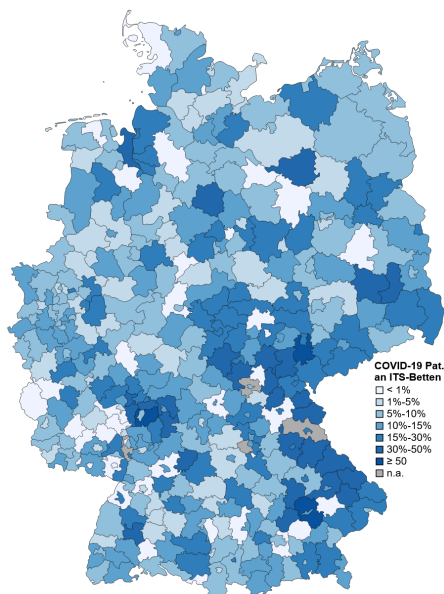 COVID-19 Pat.
an ITS-Betten
< 1%
1%-5%
5%-10%
10%-15%
15%-30%
30%-50%
≥ 50
n.a.